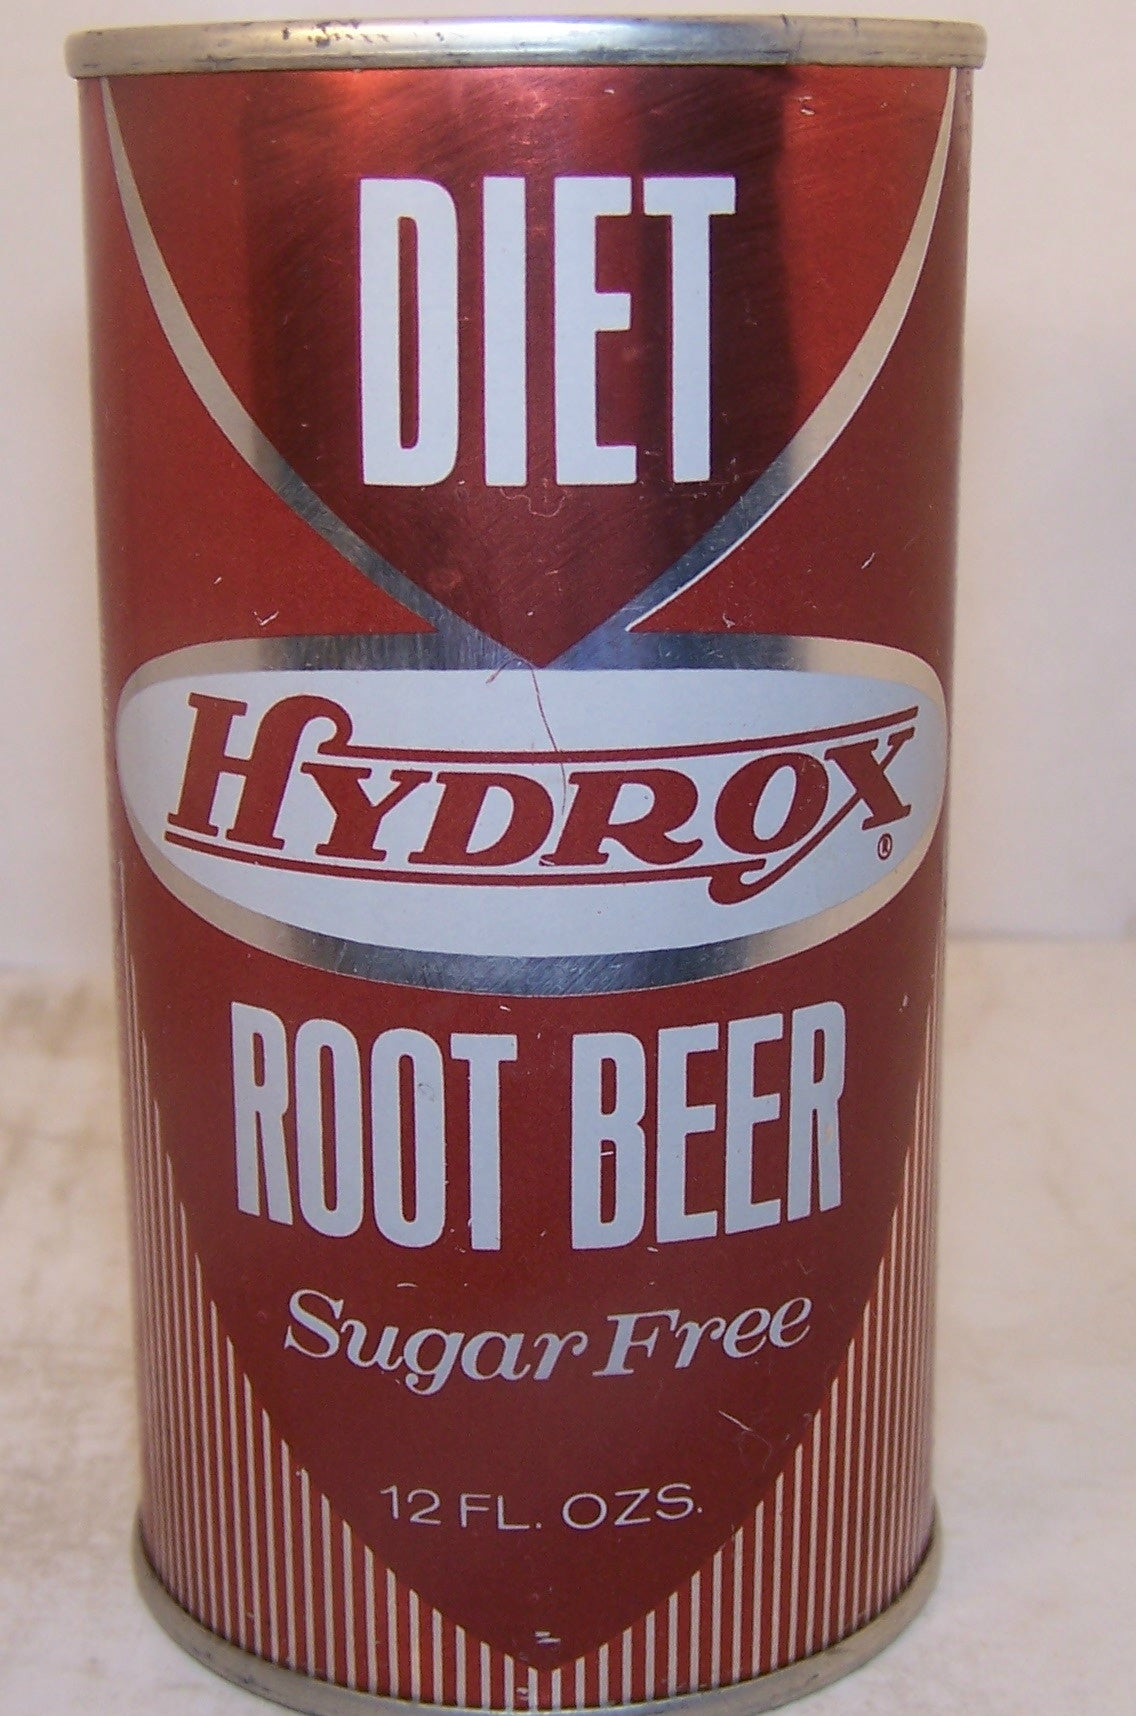 DIET
HYDROX®
ROOT BEER
Sugar Free
12 FL. OZS.